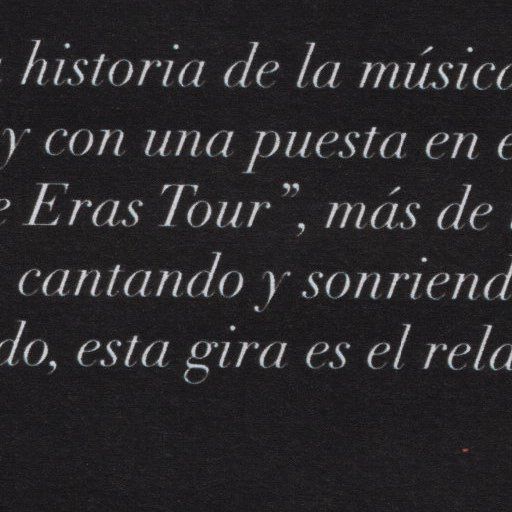 historia de la música
y con una puesta en e
e Eras Tour”, más de
cantando y sonriend
do, esta gira es el rela